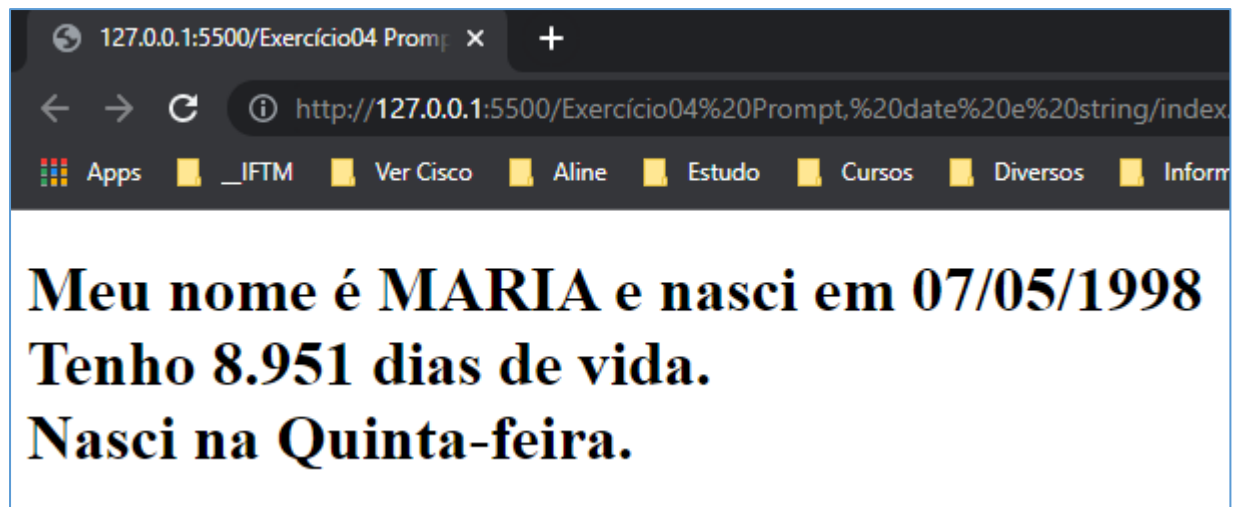 127.0.0.1:5500/Exercício04 Promp
http://127.0.0.1:5500/Exercício04%20Prompt,%20date%20e%20string/index.
Apps __IFTM Ver Cisco Aline Estudo Cursos Diversos Inform
Meu nome é MARIA e nasci em 07/05/1998
Tenho 8.951 dias de vida.
Nasci na Quinta-feira.